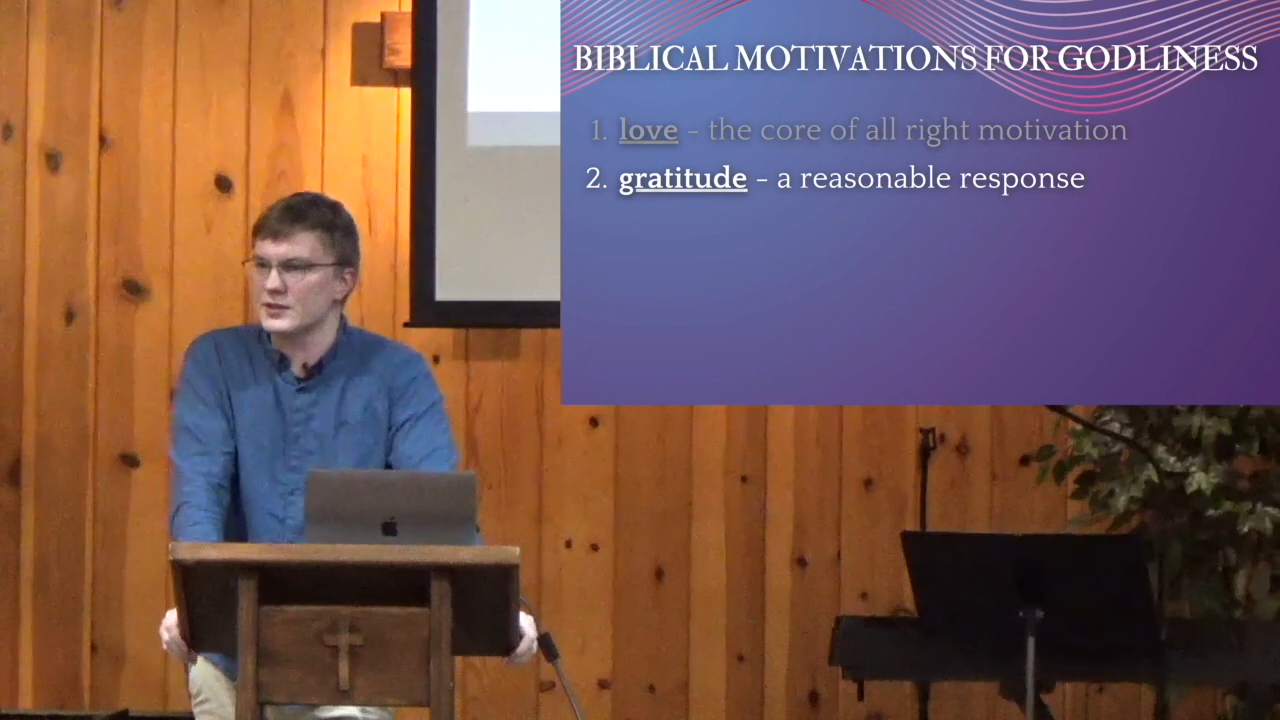 BIBLICAL MOTIVATIONS FOR GODLINESS
1. love - the core of all right motivation
2. gratitude - a reasonable response